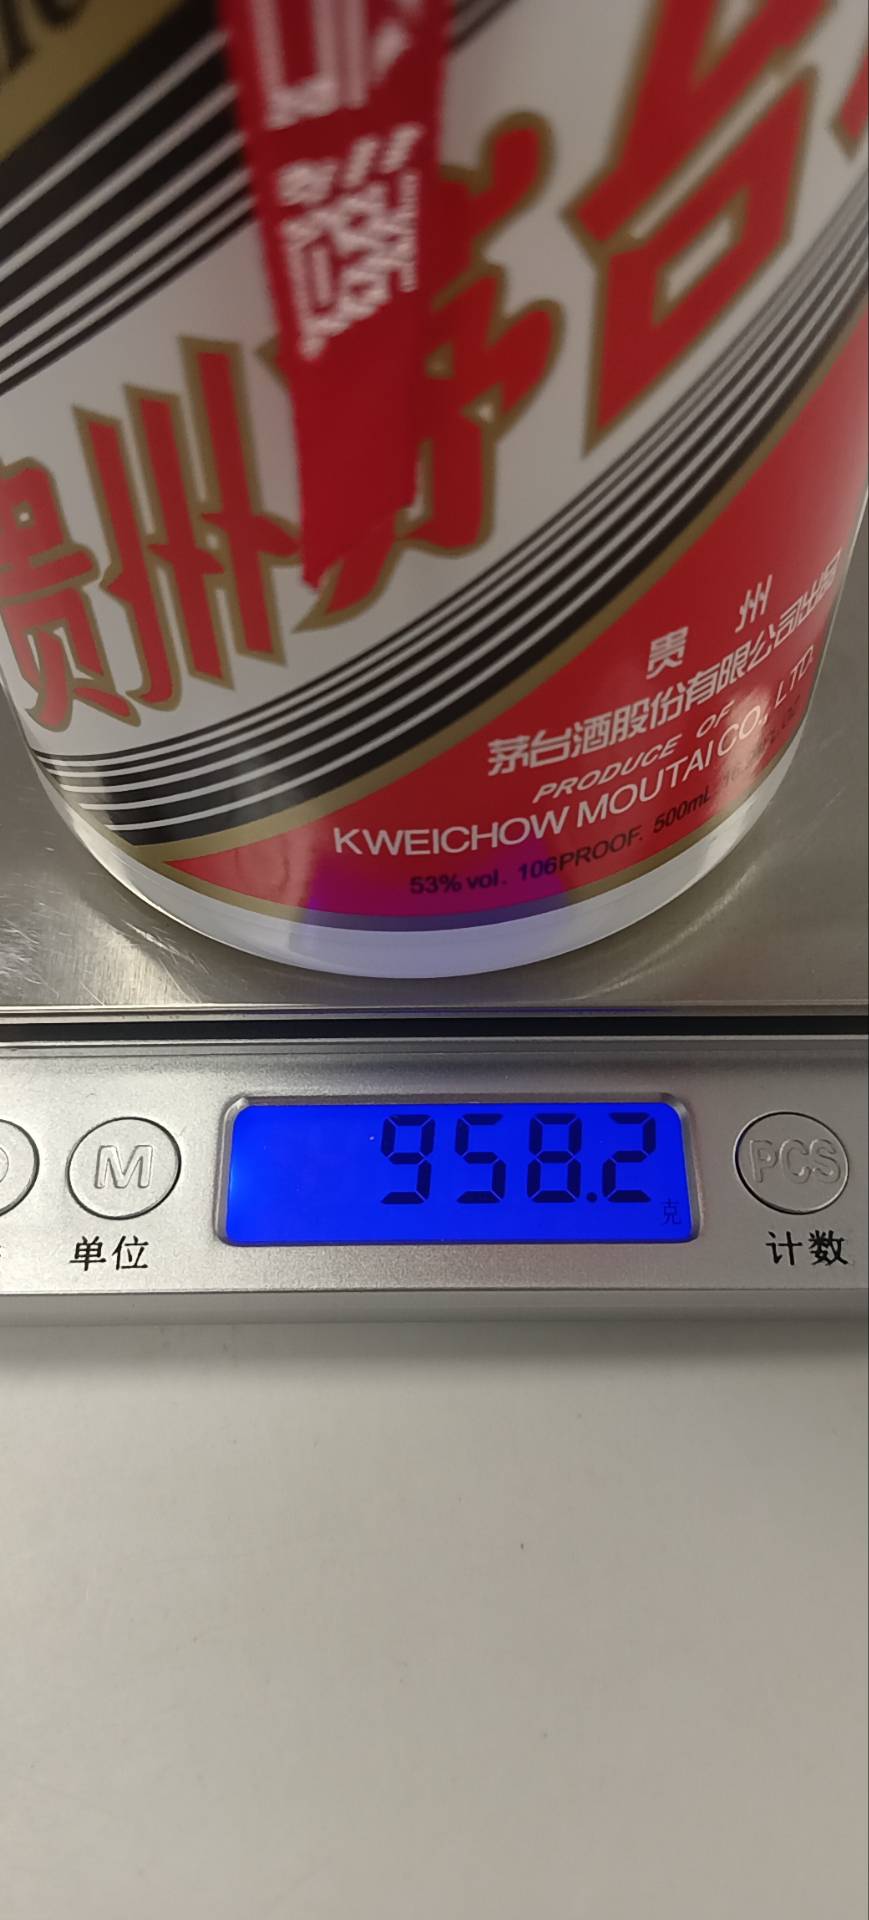 贵州茅台
贵州
茅台酒股份有限公司出品
PRODUCE OF
KWEICHOW MOUTAI CO., LTD.
53% vol. 106PROOF. 500mL
958.2
克
M
单位
PCS
计数